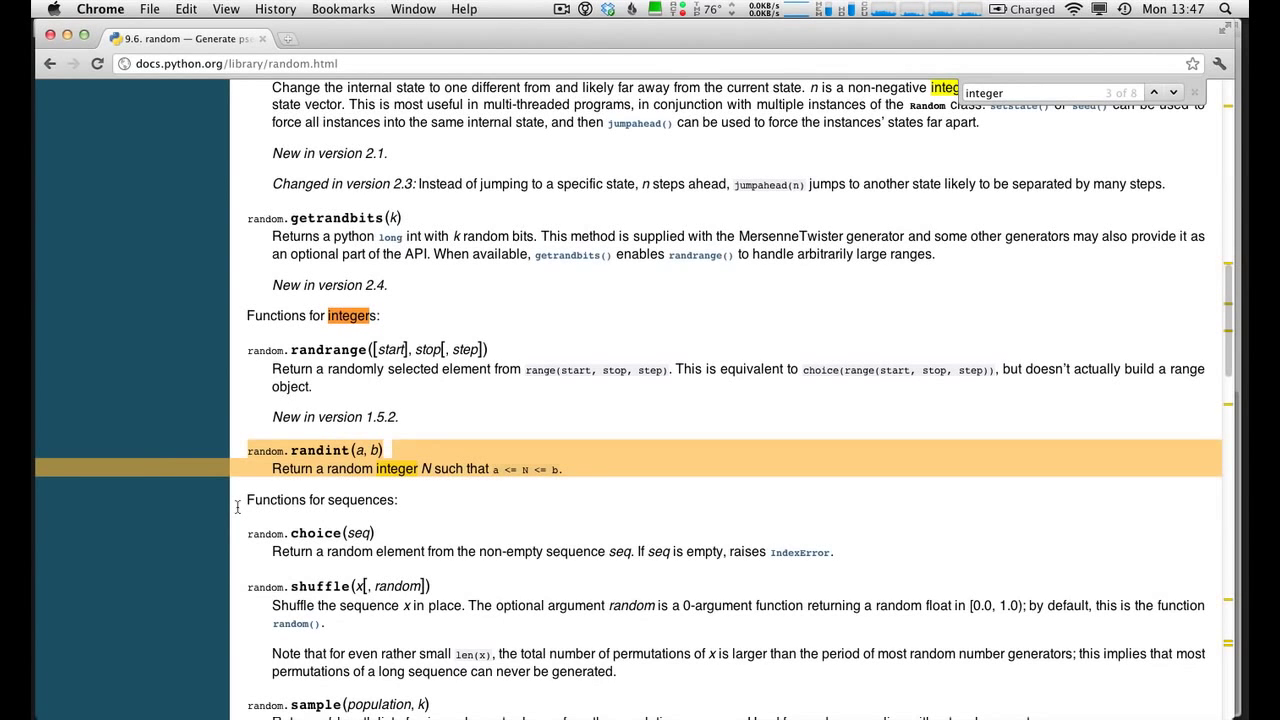 Chrome File Edit View History Bookmarks Window Help 76° 0.0KB/s 0.0KB/s Charged Mon 13:47
9.6. random — Generate pse
docs.python.org/library/random.html
integer 3 of 8
Change the internal state to one different from and likely far away from the current state. n is a non-negative integ
state vector. This is most useful in multi-threaded programs, in conjunction with multiple instances of the Random class: setstate() or seed() can be used to
force all instances into the same internal state, and then jumpahead() can be used to force the instances' states far apart.
New in version 2.1.
Changed in version 2.3: Instead of jumping to a specific state, n steps ahead, jumpahead(n) jumps to another state likely to be separated by many steps.
random.getrandbits(k)
Returns a python long int with k random bits. This method is supplied with the MersenneTwister generator and some other generators may also provide it as
an optional part of the API. When available, getrandbits() enables randrange() to handle arbitrarily large ranges.
New in version 2.4.
Functions for integers:
random.randrange([start], stop[, step])
Return a randomly selected element from range(start, stop, step). This is equivalent to choice(range(start, stop, step)), but doesn't actually build a range
object.
New in version 1.5.2.
random.randint(a, b)
Return a random integer N such that a <= N <= b.
Functions for sequences:
random.choice(seq)
Return a random element from the non-empty sequence seq. If seq is empty, raises IndexError.
random.shuffle(x[, random])
Shuffle the sequence x in place. The optional argument random is a 0-argument function returning a random float in [0.0, 1.0); by default, this is the function
random().
Note that for even rather small len(x), the total number of permutations of x is larger than the period of most random number generators; this implies that most
permutations of a long sequence can never be generated.
random.sample(population, k)